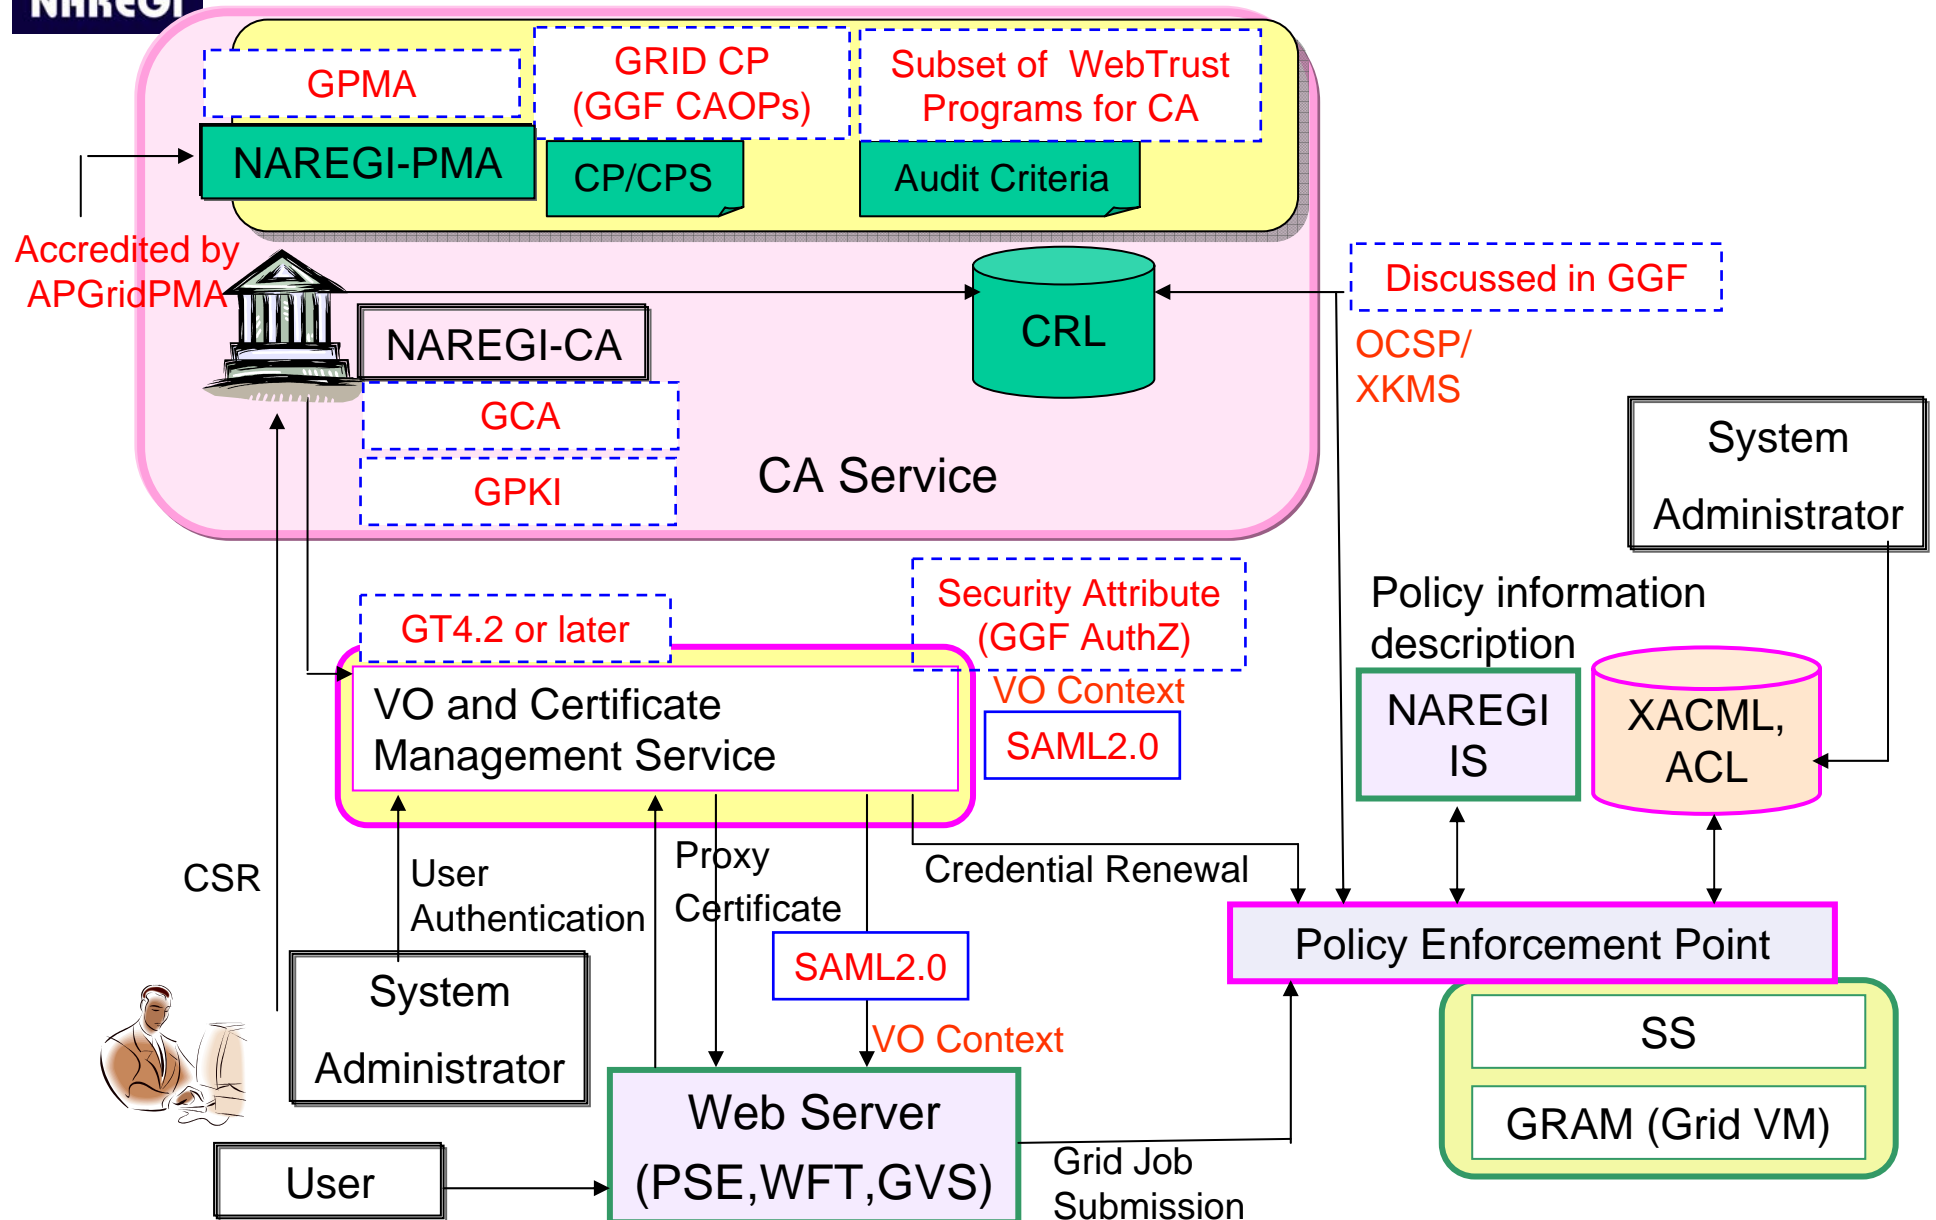 NAREGI
GPMA
GRID CP
(GGF CAOPs)
Subset of WebTrust
Programs for CA
NAREGI-PMA
CP/CPS
Audit Criteria
Accredited by
APGridPMA
NAREGI-CA
CRL
Discussed in GGF
OCSP/
XKMS
GCA
GPKI
CA Service
System
Administrator
GT4.2 or later
Security Attribute
(GGF AuthZ)
Policy information
description
VO and Certificate
Management Service
VO Context
SAML2.0
NAREGI
IS
XACML,
ACL
CSR
User
Authentication
Proxy
Certificate
Credential Renewal
SAML2.0
VO Context
Policy Enforcement Point
System
Administrator
SS
GRAM (Grid VM)
User
Web Server
(PSE,WFT,GVS)
Grid Job
Submission